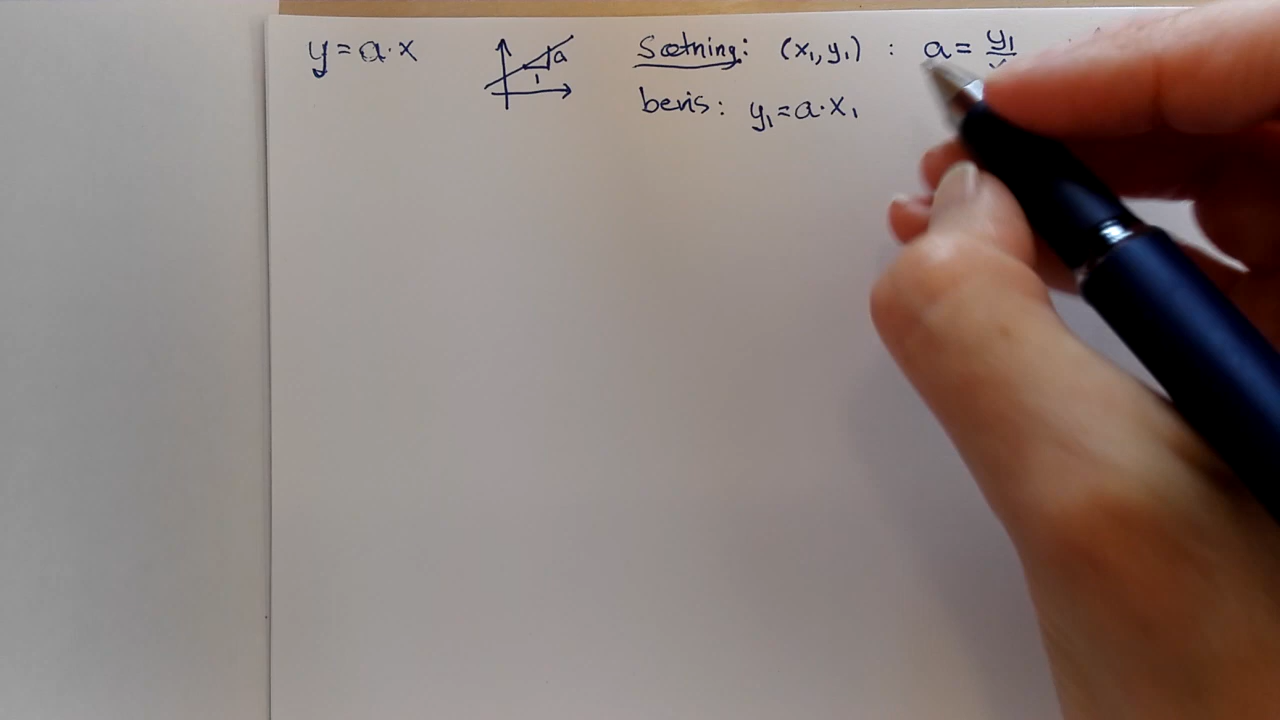 y = a · x
a
1
Sætning: (x₁, y₁) : a = y₁
bevis: y₁ = a · x₁